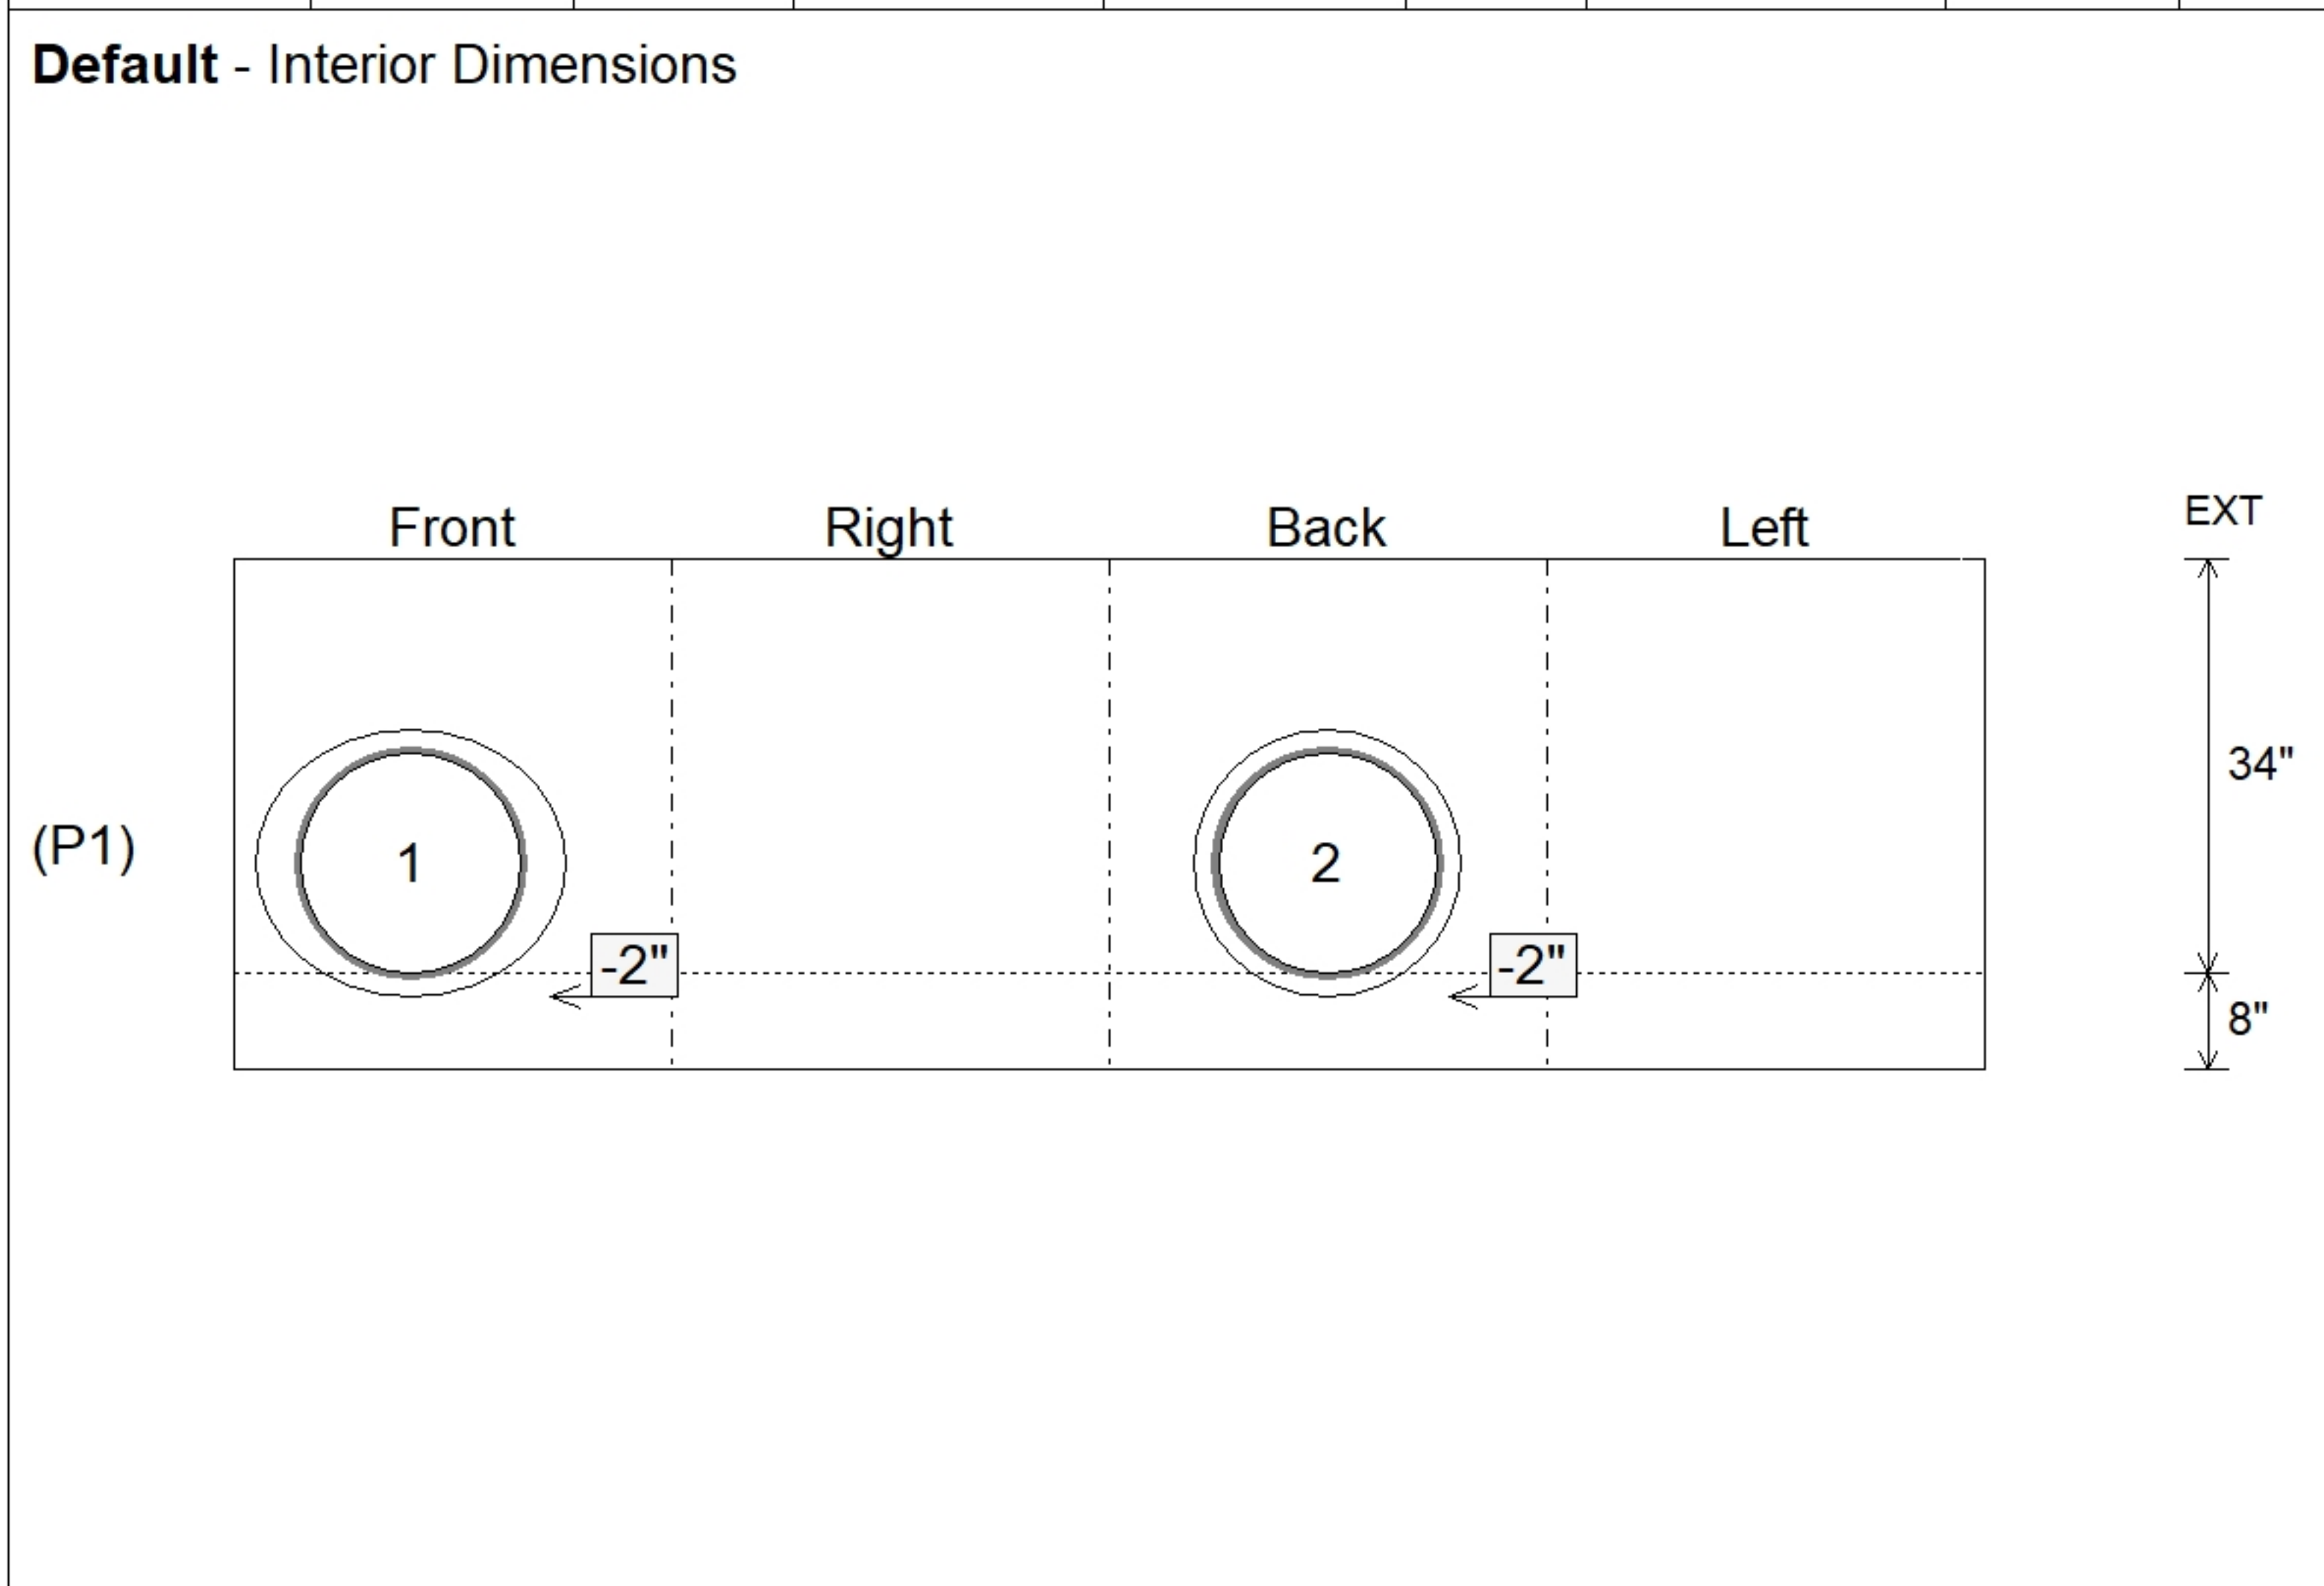 Default - Interior Dimensions
EXT
Front Right Back Left
34"
(P1)
1 2
-2" -2"
8"